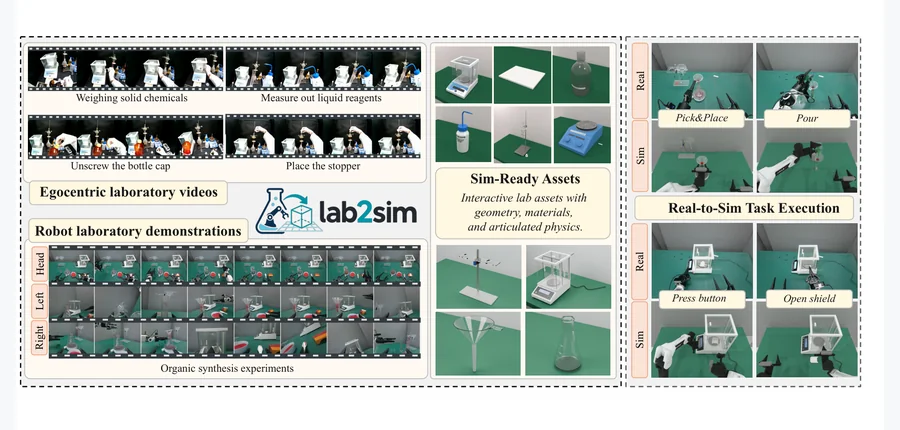 Weighing solid chemicals
Measure out liquid reagents
Unscrew the bottle cap
Place the stopper
Egocentric laboratory videos
lab2sim
Robot laboratory demonstrations
Head
Left
Right
Organic synthesis experiments
Sim-Ready Assets
Interactive lab assets with
geometry, materials,
and articulated physics.
Real
Pick&Place
Pour
Sim
Real-to-Sim Task Execution
Real
Press button
Open shield
Sim